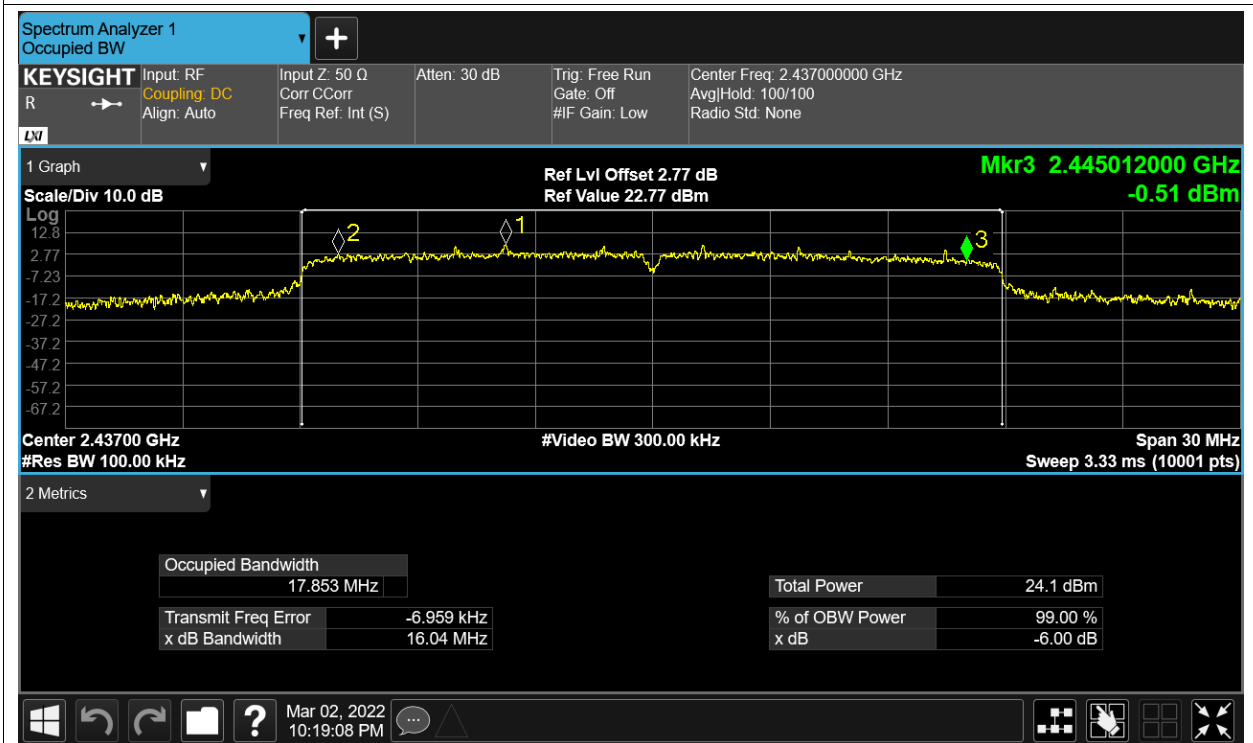 Spectrum Analyzer 1
Occupied BW
KEYSIGHT
R
LXI
Input: RF
Coupling: DC
Align: Auto
Input Z: 50 Ω
Corr CCorr
Freq Ref: Int (S)
Atten: 30 dB
Trig: Free Run
Gate: Off
#IF Gain: Low
Center Freq: 2.437000000 GHz
Avg|Hold: 100/100
Radio Std: None
1 Graph
Scale/Div 10.0 dB
Ref Lvl Offset 2.77 dB
Ref Value 22.77 dBm
Mkr3 2.445012000 GHz
-0.51 dBm
Log
12.8
2.77
-7.23
-17.2
-27.2
-37.2
-47.2
-57.2
-67.2
2
1
3
Center 2.43700 GHz
#Res BW 100.00 kHz
#Video BW 300.00 kHz
Span 30 MHz
Sweep 3.33 ms (10001 pts)
2 Metrics
Occupied Bandwidth
17.853 MHz
Transmit Freq Error -6.959 kHz
x dB Bandwidth 16.04 MHz
Total Power 24.1 dBm
% of OBW Power 99.00 %
x dB -6.00 dB
?
Mar 02, 2022
10:19:08 PM